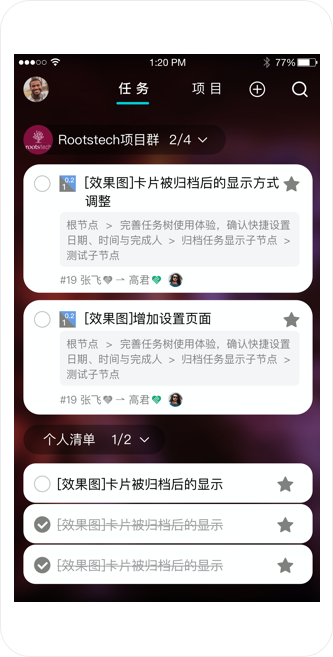 1:20 PM
77%
任务
项目
rootstech
Rootstech项目群 2/4
0.2
1
[效果图]卡片被归档后的显示方式
调整
根节点 > 完善任务树使用体验，确认快捷设置
日期、时间与完成人 > 归档任务显示子节点 >
测试子节点
#19 张飞 → 高君
0.2
1
[效果图]增加设置页面
根节点 > 完善任务树使用体验，确认快捷设置
日期、时间与完成人 > 归档任务显示子节点 >
测试子节点
#19 张飞 → 高君
个人清单 1/2
[效果图]卡片被归档后的显示
[效果图]卡片被归档后的显示
[效果图]卡片被归档后的显示